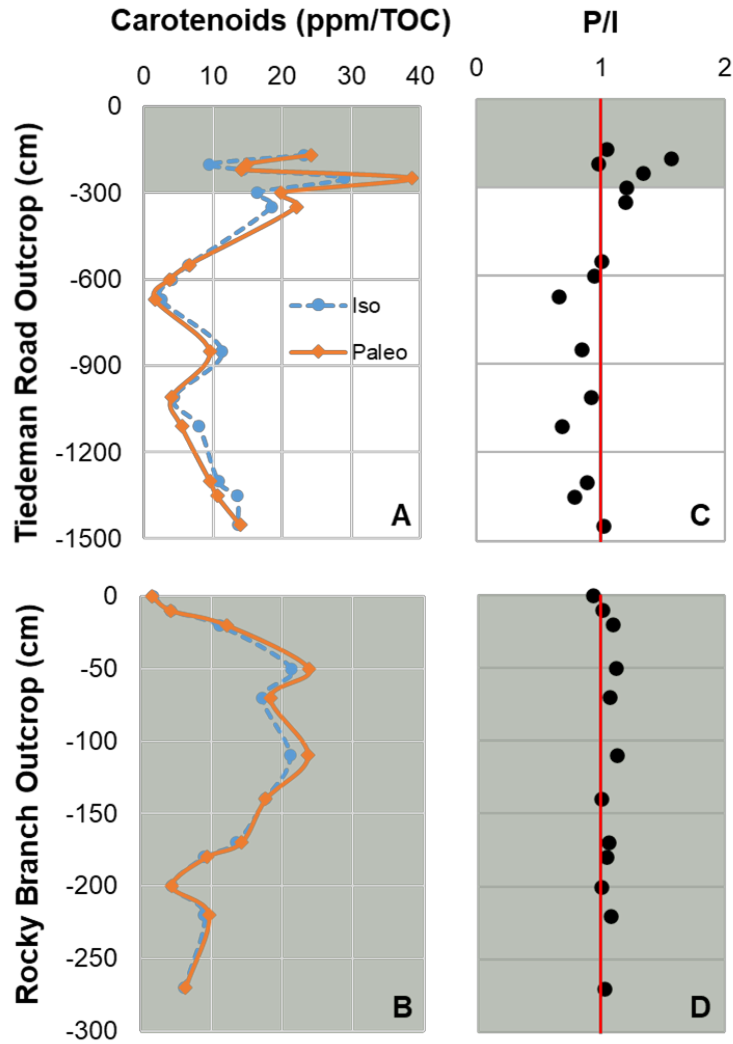 Carotenoids (ppm/TOC)
P/I
0 10 20 30 40
0 1 2
Tiedeman Road Outcrop (cm)
0
-300
-600
-900
-1200
-1500
Iso
Paleo
A
C
Rocky Branch Outcrop (cm)
0
-50
-100
-150
-200
-250
-300
B
D